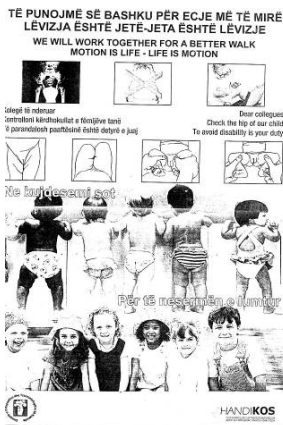 TË PUNOJMË SË BASHKU PËR ECJE MË TË MIRË
LËVIZJA ËSHTË JETË-JETA ËSHTË LËVIZJE
WE WILL WORK TOGETHER FOR A BETTER WALK
MOTION IS LIFE - LIFE IS MOTION
Kolegë të nderuar
Kontrolloni kërdhokullat e fëmijëve tanë
Të parandalosh paaftësinë është detyrë e juaj
Dear collegues
Check the hip of our child
To avoid disability is your duty
Ne kujdesemi sot
Për të nesërmen e lumtur
HANDIKOS